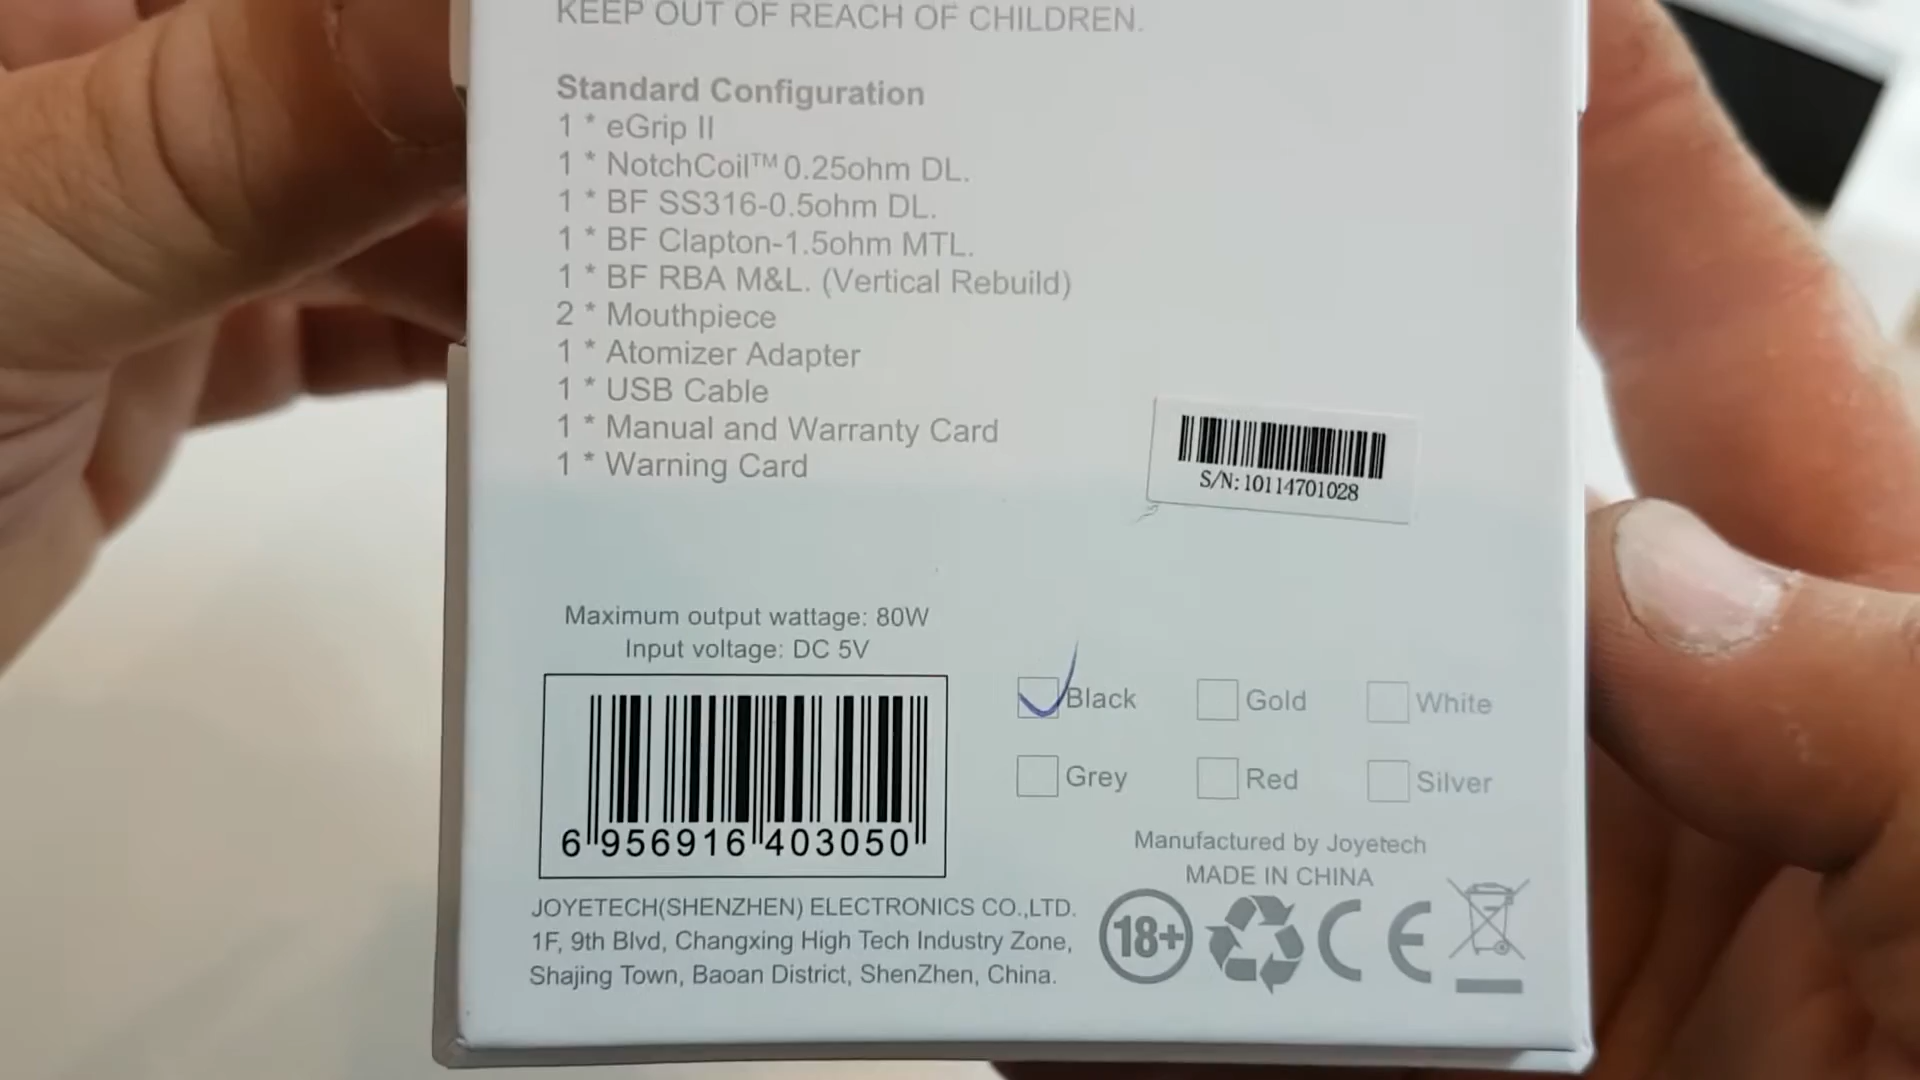 KEEP OUT OF REACH OF CHILDREN.
Standard Configuration
1 * eGrip II
1 * NotchCoil™ 0.25ohm DL.
1 * BF SS316-0.5ohm DL.
1 * BF Clapton-1.5ohm MTL.
1 * BF RBA M&L. (Vertical Rebuild)
2 * Mouthpiece
1 * Atomizer Adapter
1 * USB Cable
1 * Manual and Warranty Card
1 * Warning Card
S/N: 10114701028
Maximum output wattage: 80W
Input voltage: DC 5V
6 956916 403050
Black Gold White
Grey Red Silver
Manufactured by Joyetech
MADE IN CHINA
JOYETECH(SHENZHEN) ELECTRONICS CO.,LTD.
1F, 9th Blvd, Changxing High Tech Industry Zone,
Shajing Town, Baoan District, ShenZhen, China.
18+ CE